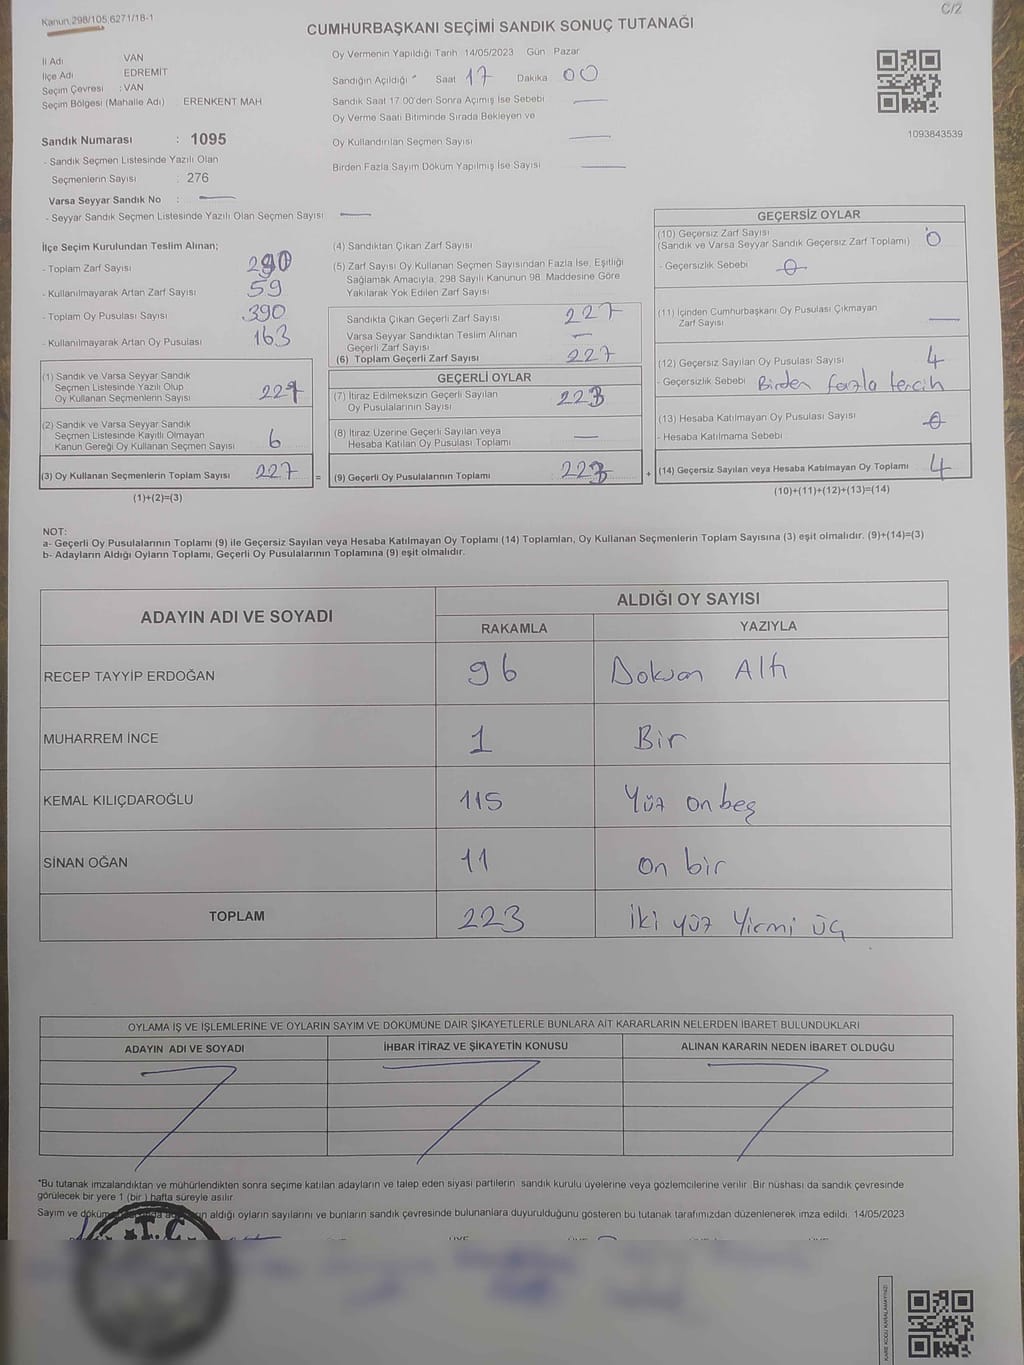 C/2
Kanun,298/105;6271/18-1
CUMHURBAŞKANI SEÇİMİ SANDIK SONUÇ TUTANAĞI
İl Adı VAN
İlçe Adı EDREMİT
Seçim Çevresi : VAN
Seçim Bölgesi (Mahalle Adı) ERENKENT MAH
Sandık Numarası : 1095
- Sandık Seçmen Listesinde Yazılı Olan
Seçmenlerin Sayısı : 276
Varsa Seyyar Sandık No : —
- Seyyar Sandık Seçmen Listesinde Yazılı Olan Seçmen Sayısı —
Oy Vermenin Yapıldığı Tarih 14/05/2023 Gün Pazar
Sandığın Açıldığı * Saat 17 Dakika 00
Sandık Saat 17:00'den Sonra Açımış İse Sebebi —
Oy Verme Saati Bitiminde Sırada Bekleyen ve
Oy Kullandırılan Seçmen Sayısı —
Birden Fazla Sayım Döküm Yapılmış İse Sayısı —
1093843539
İlçe Seçim Kurulundan Teslim Alınan;
- Toplam Zarf Sayısı
- Kullanılmayarak Artan Zarf Sayısı 59
- Toplam Oy Pusulası Sayısı 390
- Kullanılmayarak Artan Oy Pusulası 163
(1) Sandık ve Varsa Seyyar Sandık
Seçmen Listesinde Yazılı Olup
Oy Kullanan Seçmenlerin Sayısı
(2) Sandık ve Varsa Seyyar Sandık
Seçmen Listesinde Kayıtlı Olmayan
Kanun Gereği Oy Kullanan Seçmen Sayısı 6
(3) Oy Kullanan Seçmenlerin Toplam Sayısı 227 =
(1)+(2)=(3)
(4) Sandıktan Çıkan Zarf Sayısı
(5) Zarf Sayısı Oy Kullanan Seçmen Sayısından Fazla İse, Eşitliği
Sağlamak Amacıyla, 298 Sayılı Kanunun 98. Maddesine Göre
Yakılarak Yok Edilen Zarf Sayısı
Sandıkta Çıkan Geçerli Zarf Sayısı 227
Varsa Seyyar Sandıktan Teslim Alınan
Geçerli Zarf Sayısı —
(6) Toplam Geçerli Zarf Sayısı 227
GEÇERLİ OYLAR
(7) İtiraz Edilmeksizin Geçerli Sayılan
Oy Pusulalarının Sayısı 223
(8) İtiraz Üzerine Geçerli Sayılan veya
Hesaba Katılan Oy Pusulası Toplamı —
(9) Geçerli Oy Pusulalarının Toplamı 223 +
GEÇERSİZ OYLAR
(10) Geçersiz Zarf Sayısı
(Sandık ve Varsa Seyyar Sandık Geçersiz Zarf Toplamı) 0
- Geçersizlik Sebebi 0
(11) İçinden Cumhurbaşkanı Oy Pusulası Çıkmayan
Zarf Sayısı —
(12) Geçersiz Sayılan Oy Pusulası Sayısı 4
- Geçersizlik Sebebi Birden fazla tercih
(13) Hesaba Katılmayan Oy Pusulası Sayısı 0
- Hesaba Katılmama Sebebi
(14) Geçersiz Sayılan veya Hesaba Katılmayan Oy Toplamı 4
(10)+(11)+(12)+(13)=(14)
NOT:
a- Geçerli Oy Pusulalarının Toplamı (9) ile Geçersiz Sayılan veya Hesaba Katılmayan Oy Toplamı (14) Toplamları, Oy Kullanan Seçmenlerin Toplam Sayısına (3) eşit olmalıdır. (9)+(14)=(3)
b- Adayların Aldığı Oyların Toplamı, Geçerli Oy Pusulalarının Toplamına (9) eşit olmalıdır.
ADAYIN ADI VE SOYADI
ALDIĞI OY SAYISI
RAKAMLA YAZIYLA
RECEP TAYYİP ERDOĞAN 96 Doksan Altı
MUHARREM İNCE 1 Bir
KEMAL KILIÇDAROĞLU 115 Yüz on beş
SİNAN OĞAN 11 on bir
TOPLAM 223 iki yüz Yirmi üç
OYLAMA İŞ VE İŞLEMLERİNE VE OYLARIN SAYIM VE DÖKÜMÜNE DAİR ŞİKAYETLERLE BUNLARA AİT KARARLARIN NELERDEN İBARET BULUNDUKLARI
ADAYIN ADI VE SOYADI İHBAR İTİRAZ VE ŞİKAYETİN KONUSU ALINAN KARARIN NEDEN İBARET OLDUĞU
*Bu tutanak imzalandıktan ve mühürlendikten sonra seçime katılan adayların ve talep eden siyasi partilerin sandık kurulu üyelerine veya gözlemcilerine verilir. Bir nüshası da sandık çevresinde
görülecek bir yere 1 (bir ) hafta süreyle asılır.
Sayım ve döküm aldığı oyların sayılarını ve bunların sandık çevresinde bulunanlara duyurulduğunu gösteren bu tutanak tarafımızdan düzenlenerek imza edildi. 14/05/2023
T.C
KARE KODU KARALAMAYINIZ!